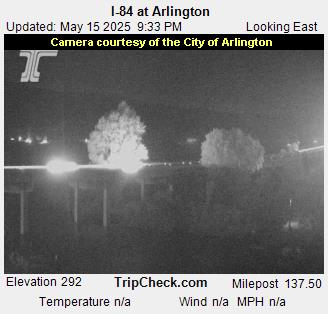 I-84 at Arlington
Updated: May 15 2025 9:33 PM Looking East
Camera courtesy of the City of Arlington
Elevation 292 TripCheck.com Milepost 137.50
Temperature n/a Wind n/a MPH n/a